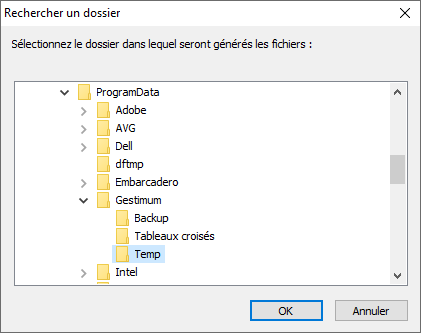 Rechercher un dossier
Sélectionnez le dossier dans lequel seront générés les fichiers :
ProgramData
Adobe
AVG
Dell
dftmp
Embarcadero
Gestimum
Backup
Tableaux croisés
Temp
Intel
OK
Annuler